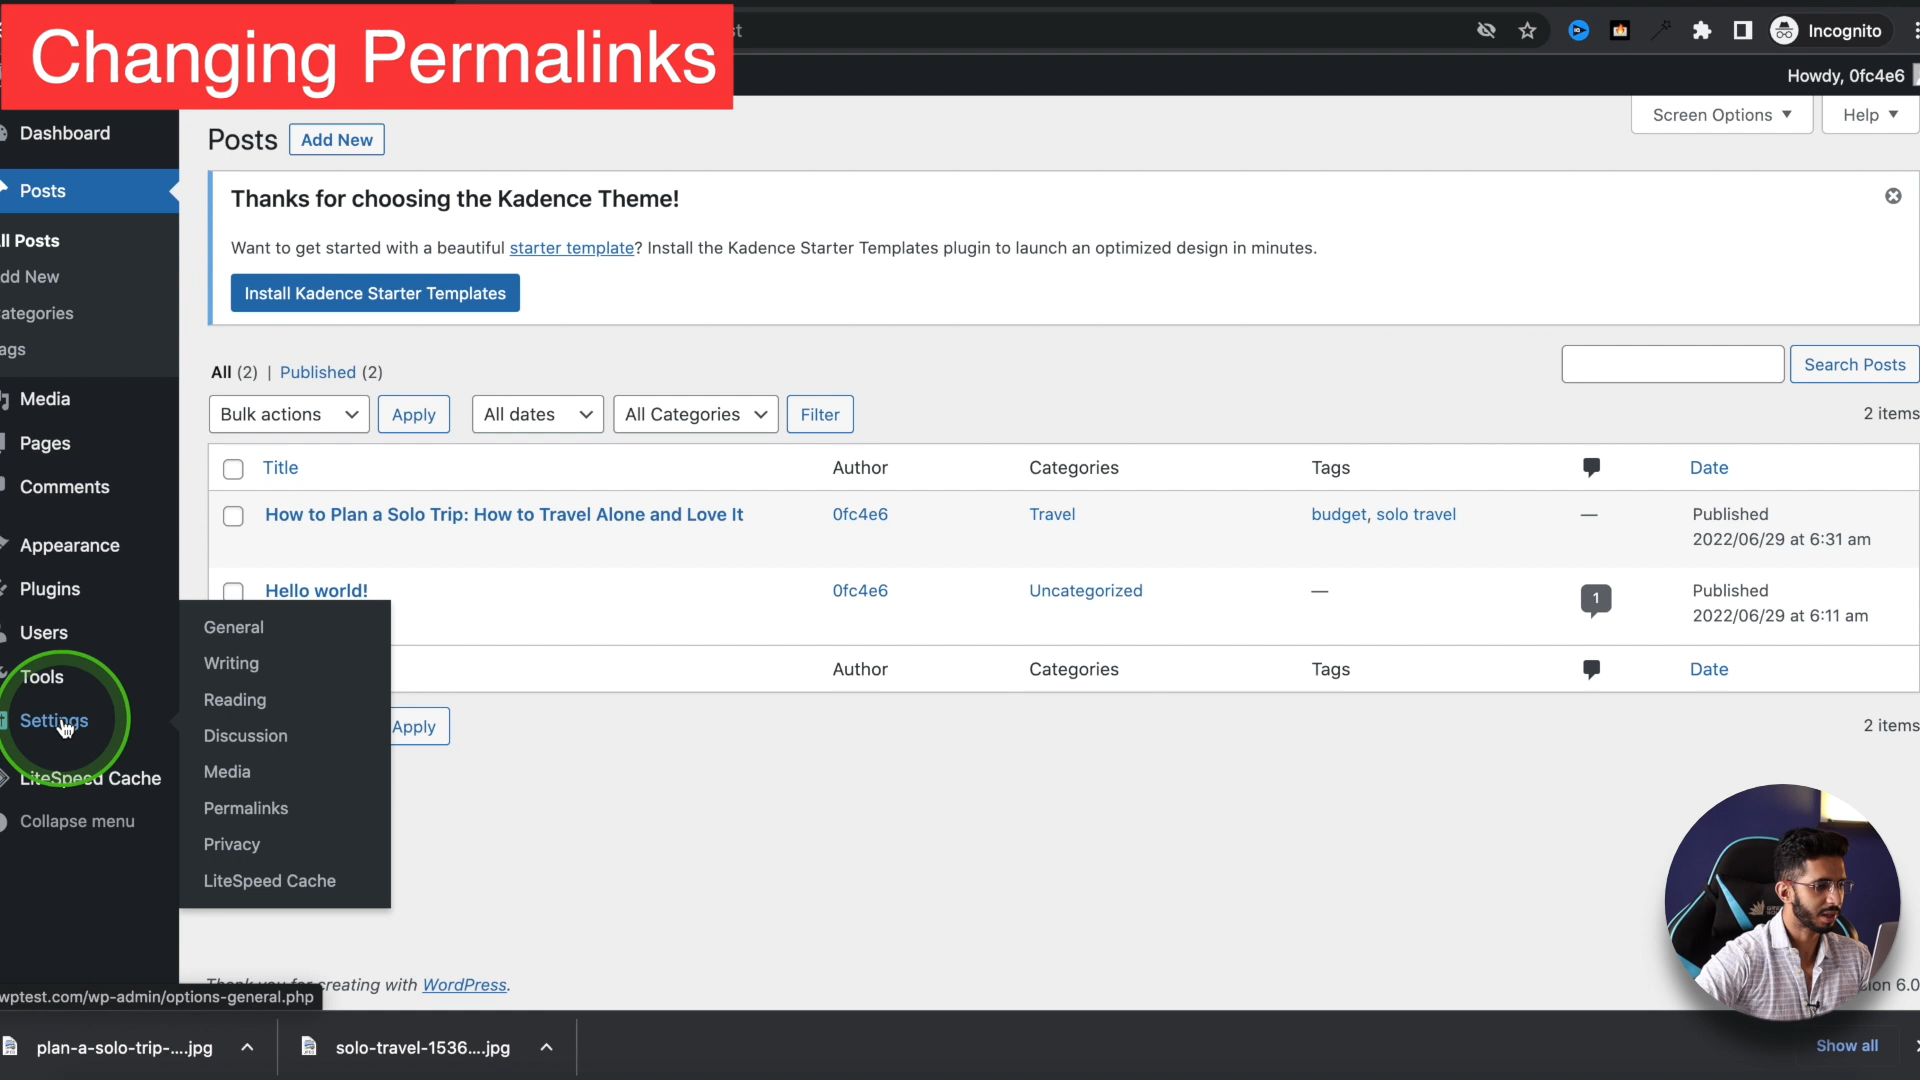 Changing Permalinks
Incognito
Howdy, 0fc4e6
Screen Options
Help
Dashboard
Posts
ll Posts
dd New
ategories
ags
Media
Pages
Comments
Appearance
Plugins
Users
Tools
Settings
LiteSpeed Cache
Collapse menu
Posts
Add New
Thanks for choosing the Kadence Theme!
Want to get started with a beautiful starter template? Install the Kadence Starter Templates plugin to launch an optimized design in minutes.
Install Kadence Starter Templates
All (2) | Published (2)
Search Posts
Bulk actions Apply All dates All Categories Filter
2 items
Title Author Categories Tags Date
How to Plan a Solo Trip: How to Travel Alone and Love It 0fc4e6 Travel budget, solo travel — Published
2022/06/29 at 6:31 am
Hello world! 0fc4e6 Uncategorized — 1 Published
2022/06/29 at 6:11 am
Author Categories Tags Date
Apply
2 items
General
Writing
Reading
Discussion
Media
Permalinks
Privacy
LiteSpeed Cache
Thank you for creating with WordPress.
6.0
wptest.com/wp-admin/options-general.php
plan-a-solo-trip-....jpg
solo-travel-1536....jpg
Show all